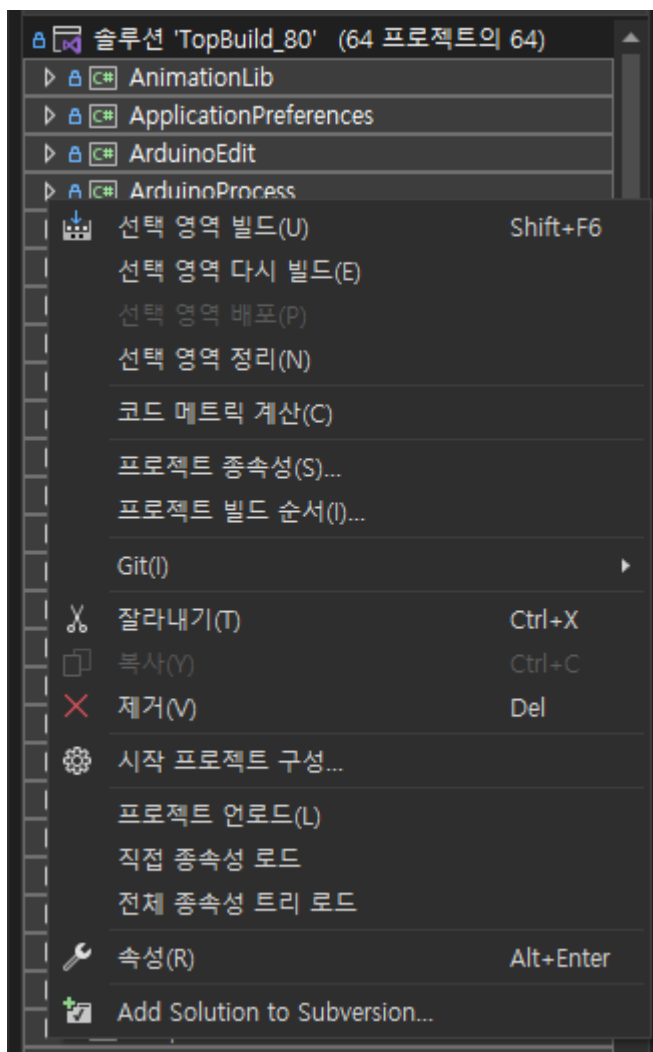 솔루션 'TopBuild_80' (64 프로젝트의 64)
C# AnimationLib
C# ApplicationPreferences
C# ArduinoEdit
C# ArduinoProcess
선택 영역 빌드(U) Shift+F6
선택 영역 다시 빌드(E)
선택 영역 배포(P)
선택 영역 정리(N)
코드 메트릭 계산(C)
프로젝트 종속성(S)...
프로젝트 빌드 순서(I)...
Git(I)
잘라내기(T) Ctrl+X
복사(Y) Ctrl+C
제거(V) Del
시작 프로젝트 구성...
프로젝트 언로드(L)
직접 종속성 로드
전체 종속성 트리 로드
속성(R) Alt+Enter
Add Solution to Subversion...